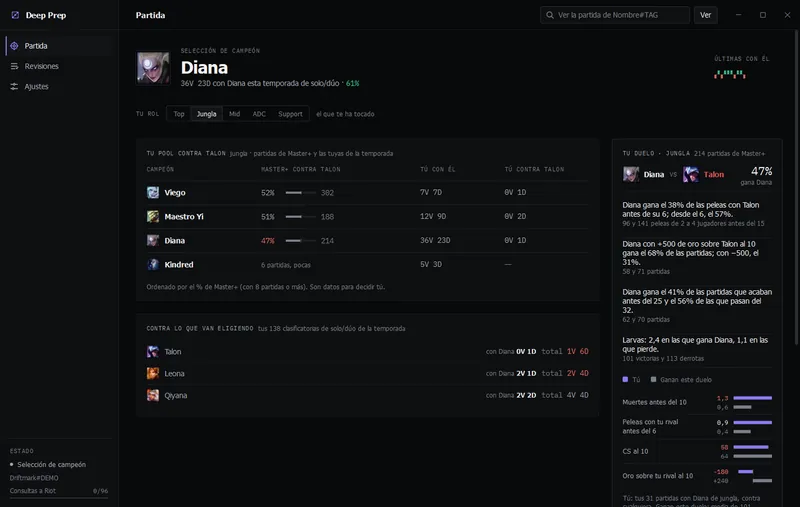 Deep Prep
Partida
Revisiones
Ajustes
ESTADO
Selección de campeón
Driftmark#DEMO
Consultas a Riot 0/96
Partida
Ver la partida de Nombre#TAG
Ver
SELECCIÓN DE CAMPEÓN
Diana
36V 23D con Diana esta temporada de solo/dúo · 61%
ÚLTIMAS CON ÉL
TU ROL Top Jungla Mid ADC Support el que te ha tocado
TU POOL CONTRA TALON jungla · partidas de Master+ y las tuyas de la temporada
CAMPEÓN MASTER+ CONTRA TALON TÚ CON ÉL TÚ CONTRA TALON
Viego 52% 302 7V 7D 0V 1D
Maestro Yi 51% 188 12V 9D 0V 2D
Diana 47% 214 36V 23D 0V 1D
Kindred 6 partidas, pocas 5V 3D —
Ordenado por el % de Master+ (con 8 partidas o más). Son datos para decidir tú.
CONTRA LO QUE VAN ELIGIENDO tus 138 clasificatorias de solo/dúo de la temporada
Talon con Diana 0V 1D total 1V 6D
Leona con Diana 2V 1D total 2V 4D
Qiyana con Diana 2V 2D total 4V 4D
TU DUELO · JUNGLA 214 partidas de Master+
Diana VS Talon 47%
gana Diana
Diana gana el 38% de las peleas con Talon
antes de su 6; desde el 6, el 57%.
96 y 141 peleas de 2 a 4 jugadores antes del 15
Diana con +500 de oro sobre Talon al 10
gana el 68% de las partidas; con −500, el
31%.
58 y 71 partidas
Diana gana el 41% de las partidas que acaban
antes del 25 y el 56% de las que pasan del
32.
62 y 70 partidas
Larvas: 2,4 en las que gana Diana, 1,1 en las
que pierde.
101 victorias y 113 derrotas
Tú Ganan este duelo
Muertes antes del 10 1,3
0,6
Peleas con tu rival
antes del 6 0,9
0,4
CS al 10 58
64
Oro sobre tu rival al 10 -180
+240
Tú: tus 31 partidas con Diana de jungla, contra